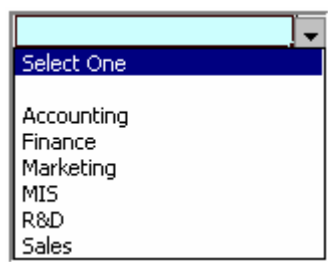 Select One
Accounting
Finance
Marketing
MIS
R&D
Sales